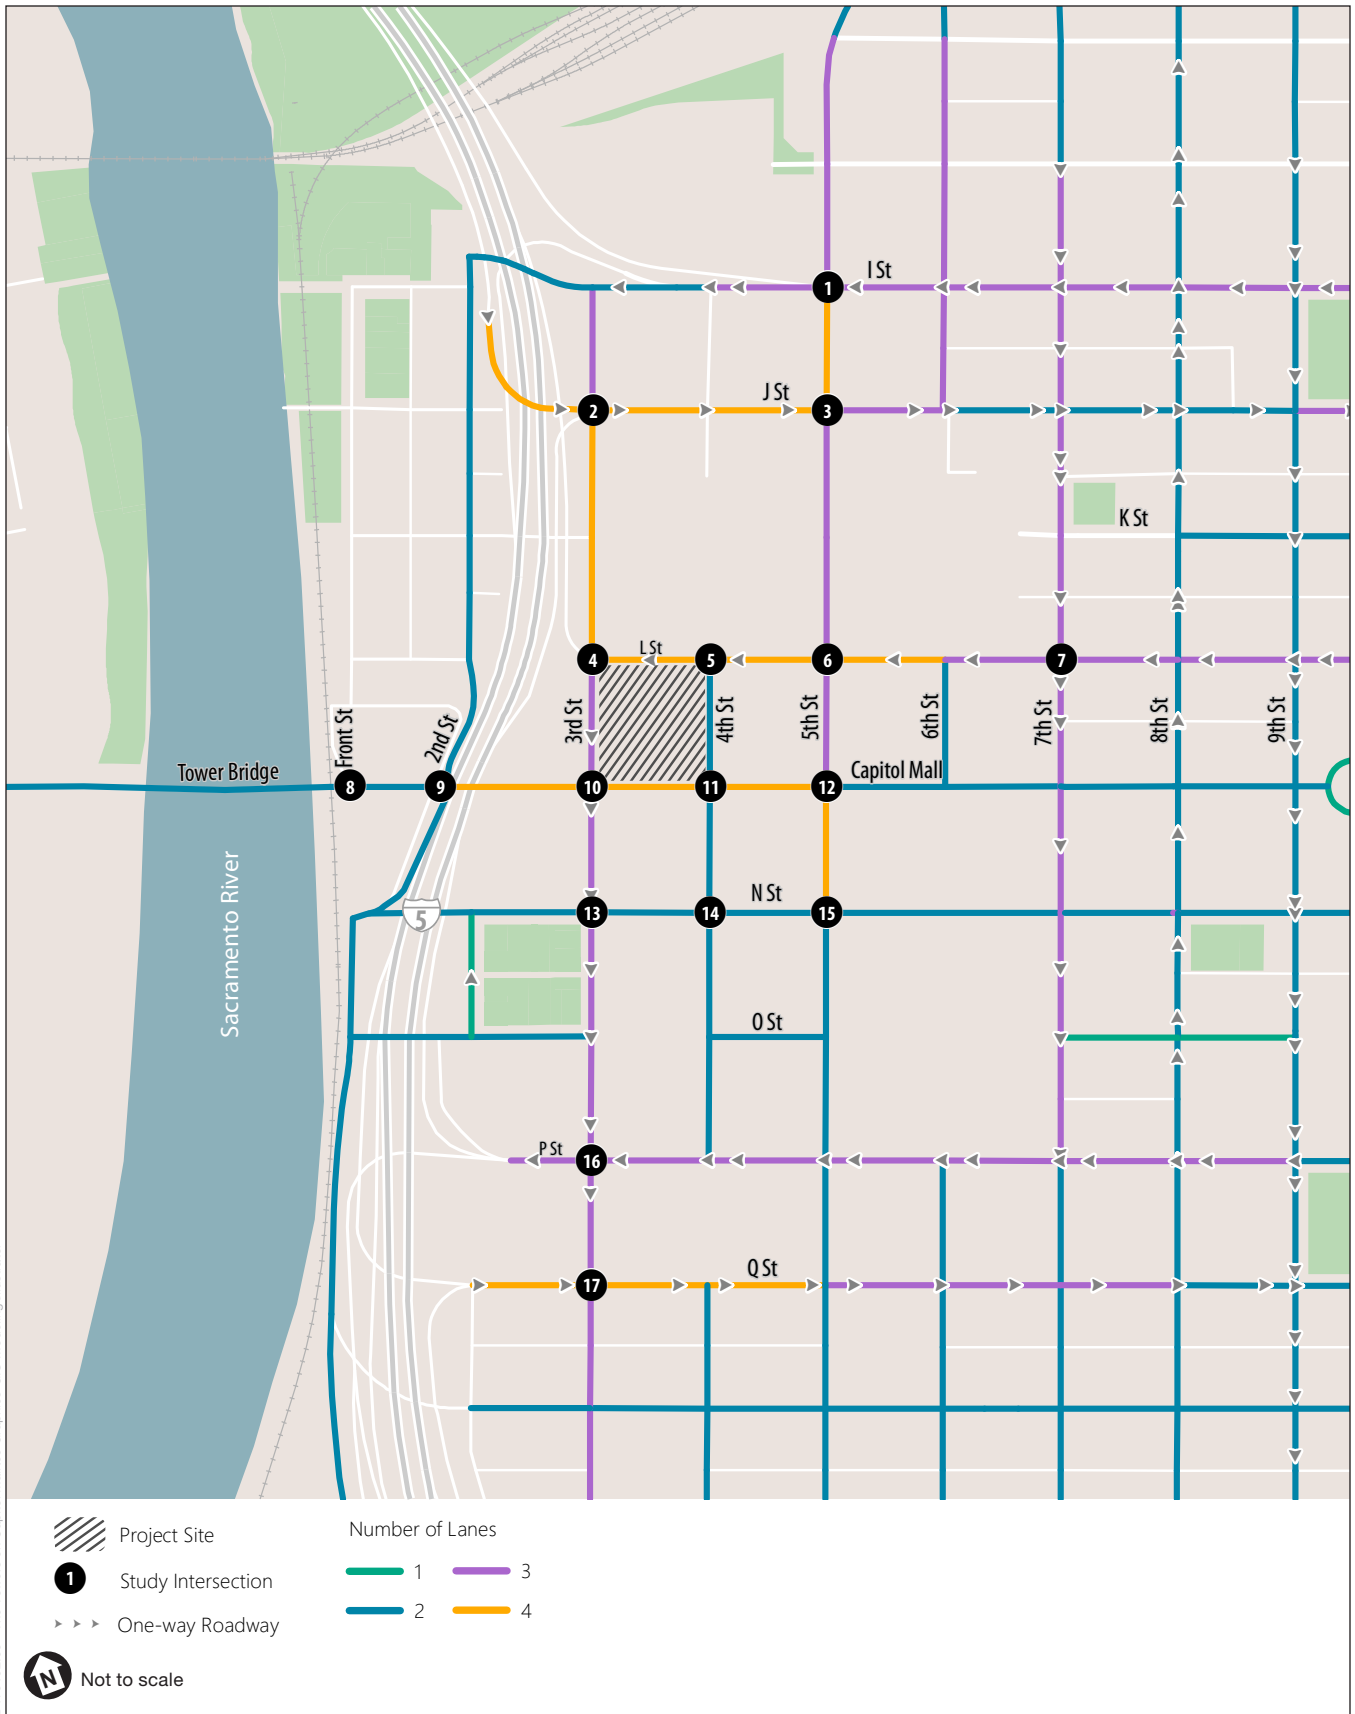 I St
1
J St
2
3
K St
L St
4
5
6
7
3rd St
4th St
5th St
6th St
7th St
8th St
9th St
Front St
2nd St
Tower Bridge
Capitol Mall
8
9
10
11
12
Sacramento River
N St
5
13
14
15
O St
P St
16
Q St
17
Project Site
Number of Lanes
1
Study Intersection
1
3
2
4
One-way Roadway
N
Not to scale